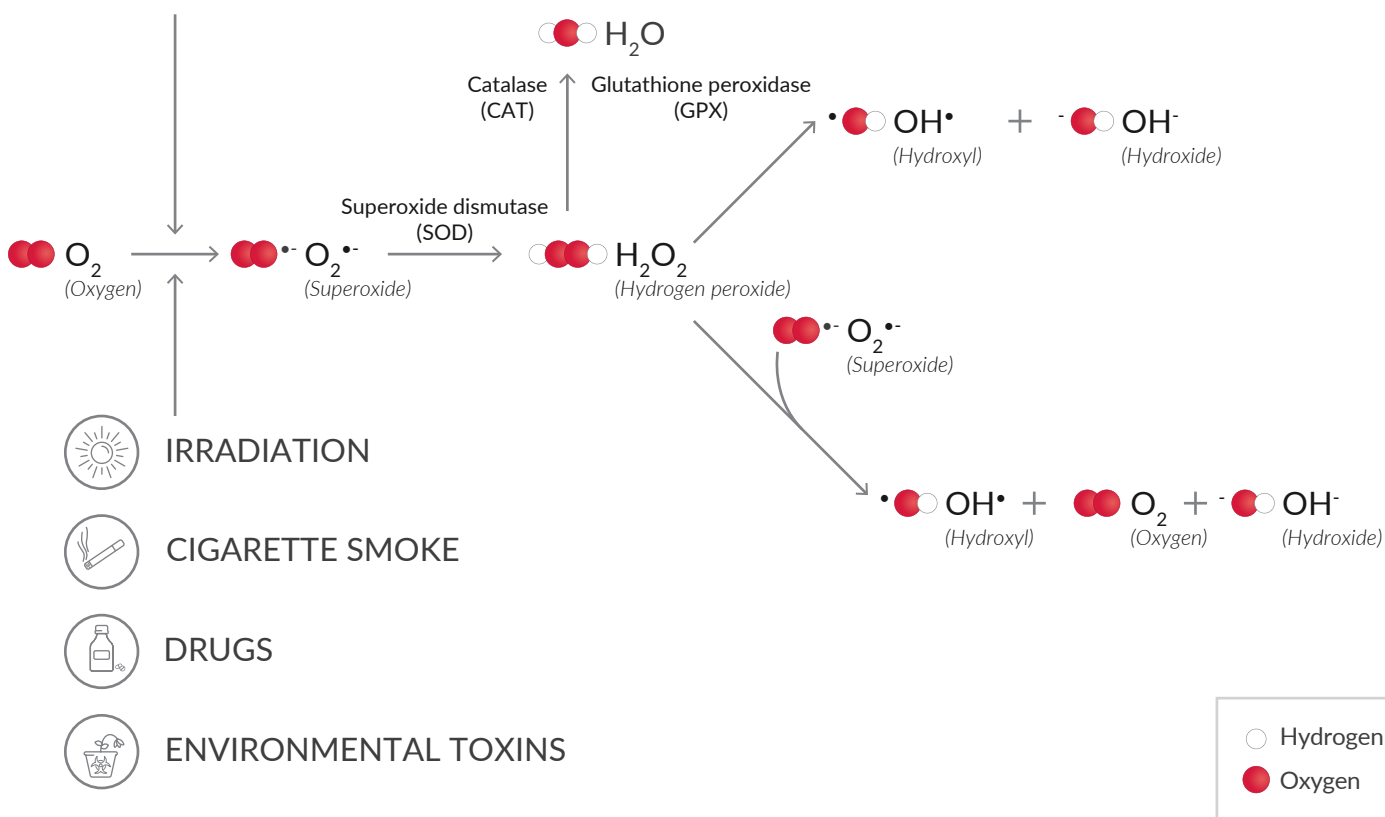 H₂O
Catalase
(CAT)
Glutathione peroxidase
(GPX)
OH• + - OH-
(Hydroxyl)
(Hydroxide)
Superoxide dismutase
(SOD)
O₂
(Oxygen)
•- O₂•-
(Superoxide)
H₂O₂
(Hydrogen peroxide)
•- O₂•-
(Superoxide)
• OH• + O₂ + - OH-
(Hydroxyl)
(Oxygen)
(Hydroxide)
IRRADIATION
CIGARETTE SMOKE
DRUGS
ENVIRONMENTAL TOXINS
Hydrogen
Oxygen